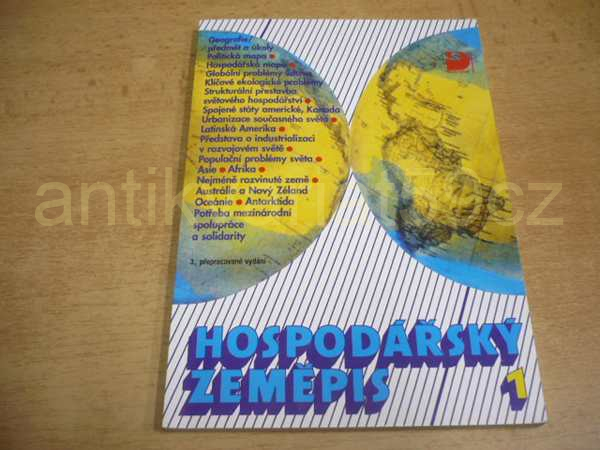 Geografie/
předmět a úkoly
Politická mapa •
Hospodářská mapa •
Globální problémy lidstva
Klíčové ekologické problémy
Strukturální přestavba
světového hospodářství •
Spojené státy americké, Kanada
Urbanizace současného světa •
Latinská Amerika •
Představa o industrializaci
v rozvojovém světě •
Populační problémy světa •
Asie • Afrika •
Nejméně rozvinuté země •
Austrálie a Nový Zéland
Oceánie • Antarktida
Potřeba mezinárodní
spolupráce
a solidarity
přepracované vydání
HOSPODÁŘSKÝ
ZEMĚPIS 1